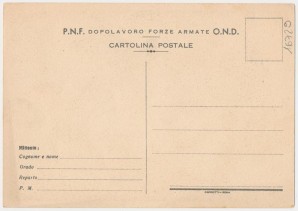 P.N.F. DOPOLAVORO FORZE ARMATE O.N.D.
CARTOLINA POSTALE
Mittente:
Cognome e nome
Grado
Reparto
P. M.